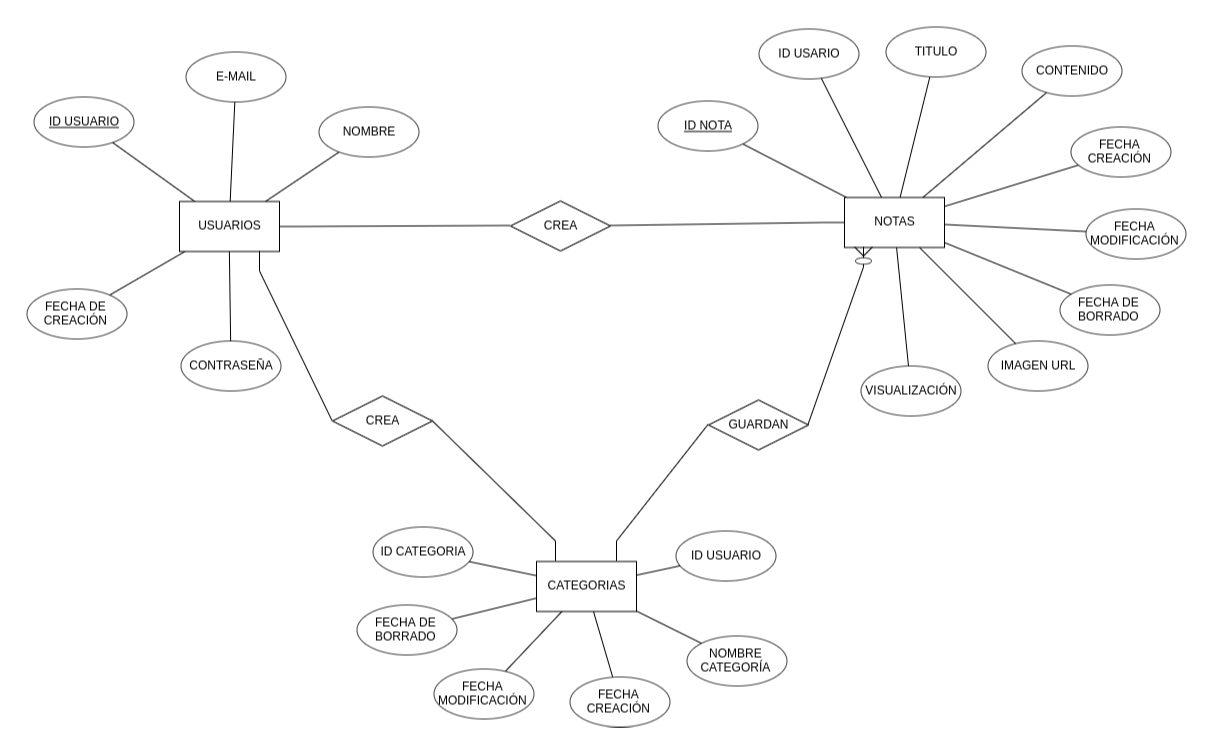 ID USARIO
TITULO
CONTENIDO
E-MAIL
ID USUARIO
NOMBRE
ID NOTA
FECHA
CREACIÓN
USUARIOS
CREA
NOTAS
FECHA
MODIFICACIÓN
FECHA DE
CREACIÓN
FECHA DE
BORRADO
CONTRASEÑA
IMAGEN URL
VISUALIZACIÓN
CREA
GUARDAN
ID CATEGORIA
ID USUARIO
CATEGORIAS
FECHA DE
BORRADO
NOMBRE
CATEGORÍA
FECHA
MODIFICACIÓN
FECHA
CREACIÓN